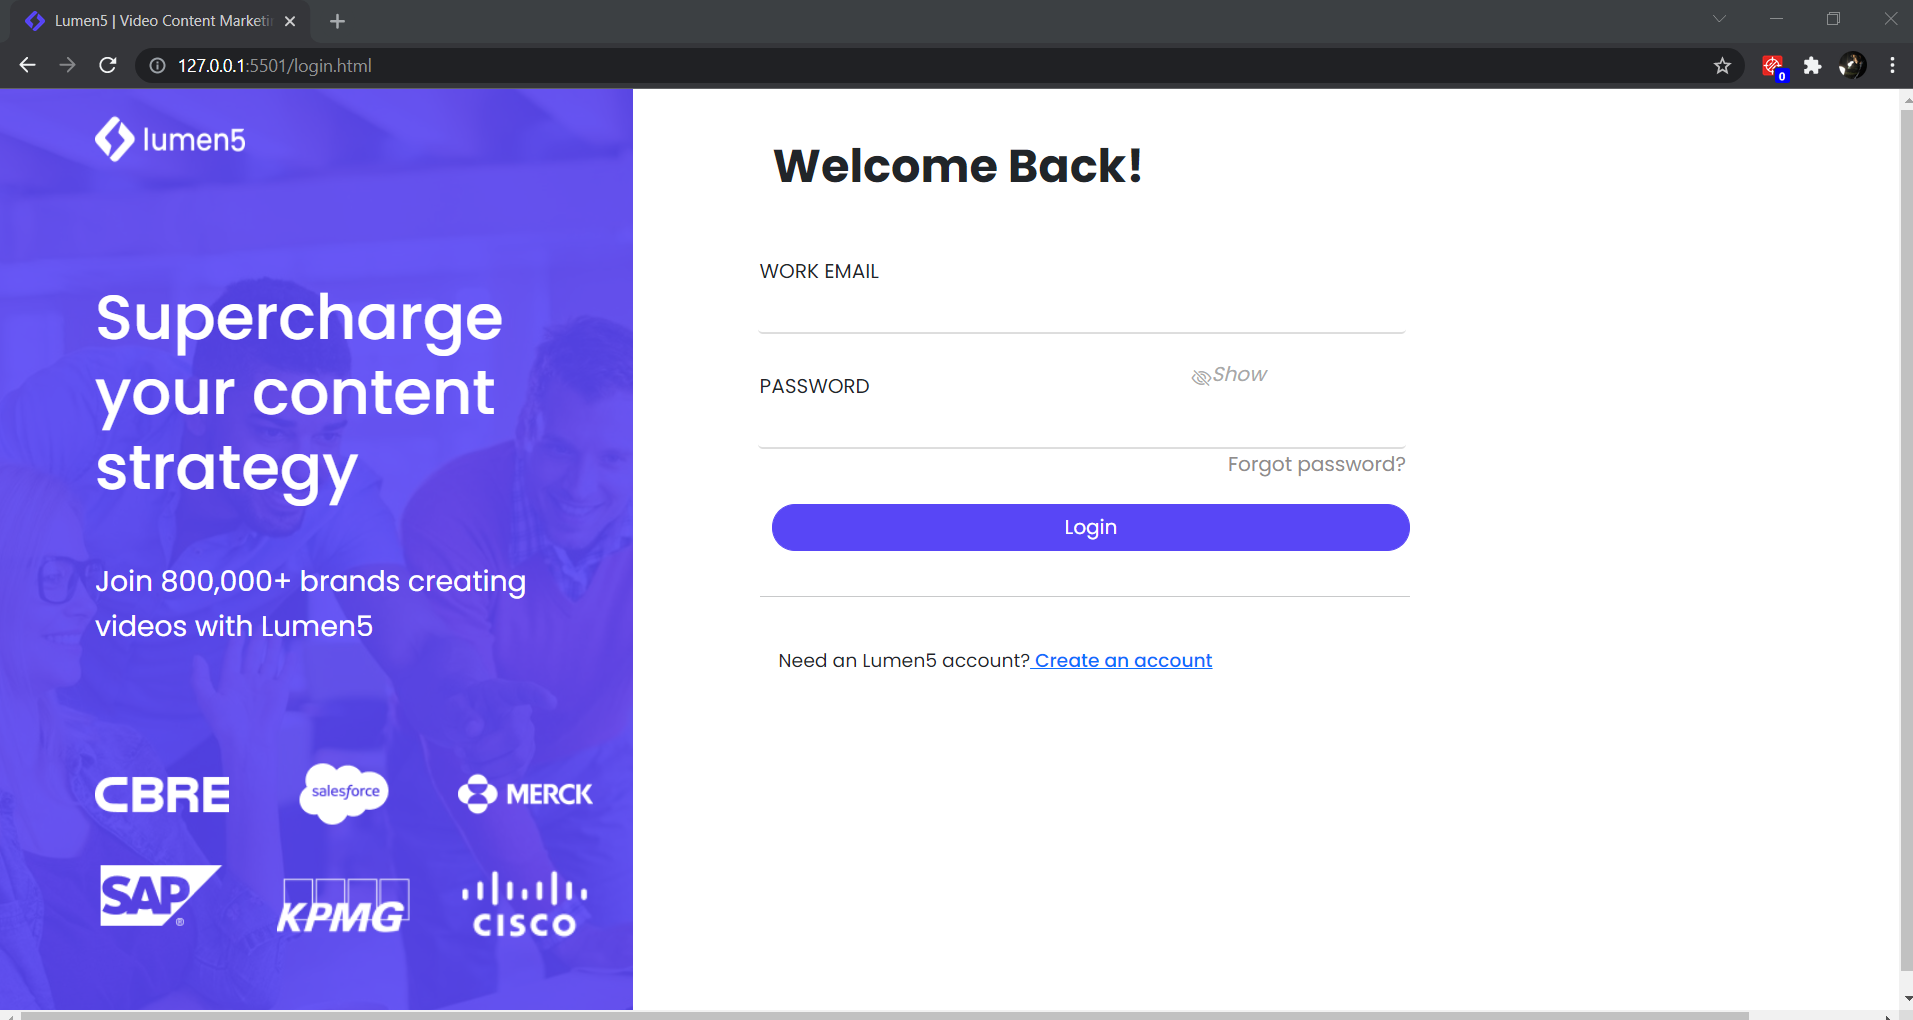 Lumen5 | Video Content Marketi
127.0.0.1:5501/login.html
0
lumen5
Supercharge
your content
strategy
Join 800,000+ brands creating
videos with Lumen5
CBRE
salesforce
MERCK
SAP®
KPMG
CISCO
Welcome Back!
WORK EMAIL
PASSWORD
Show
Forgot password?
Login
Need an Lumen5 account? Create an account